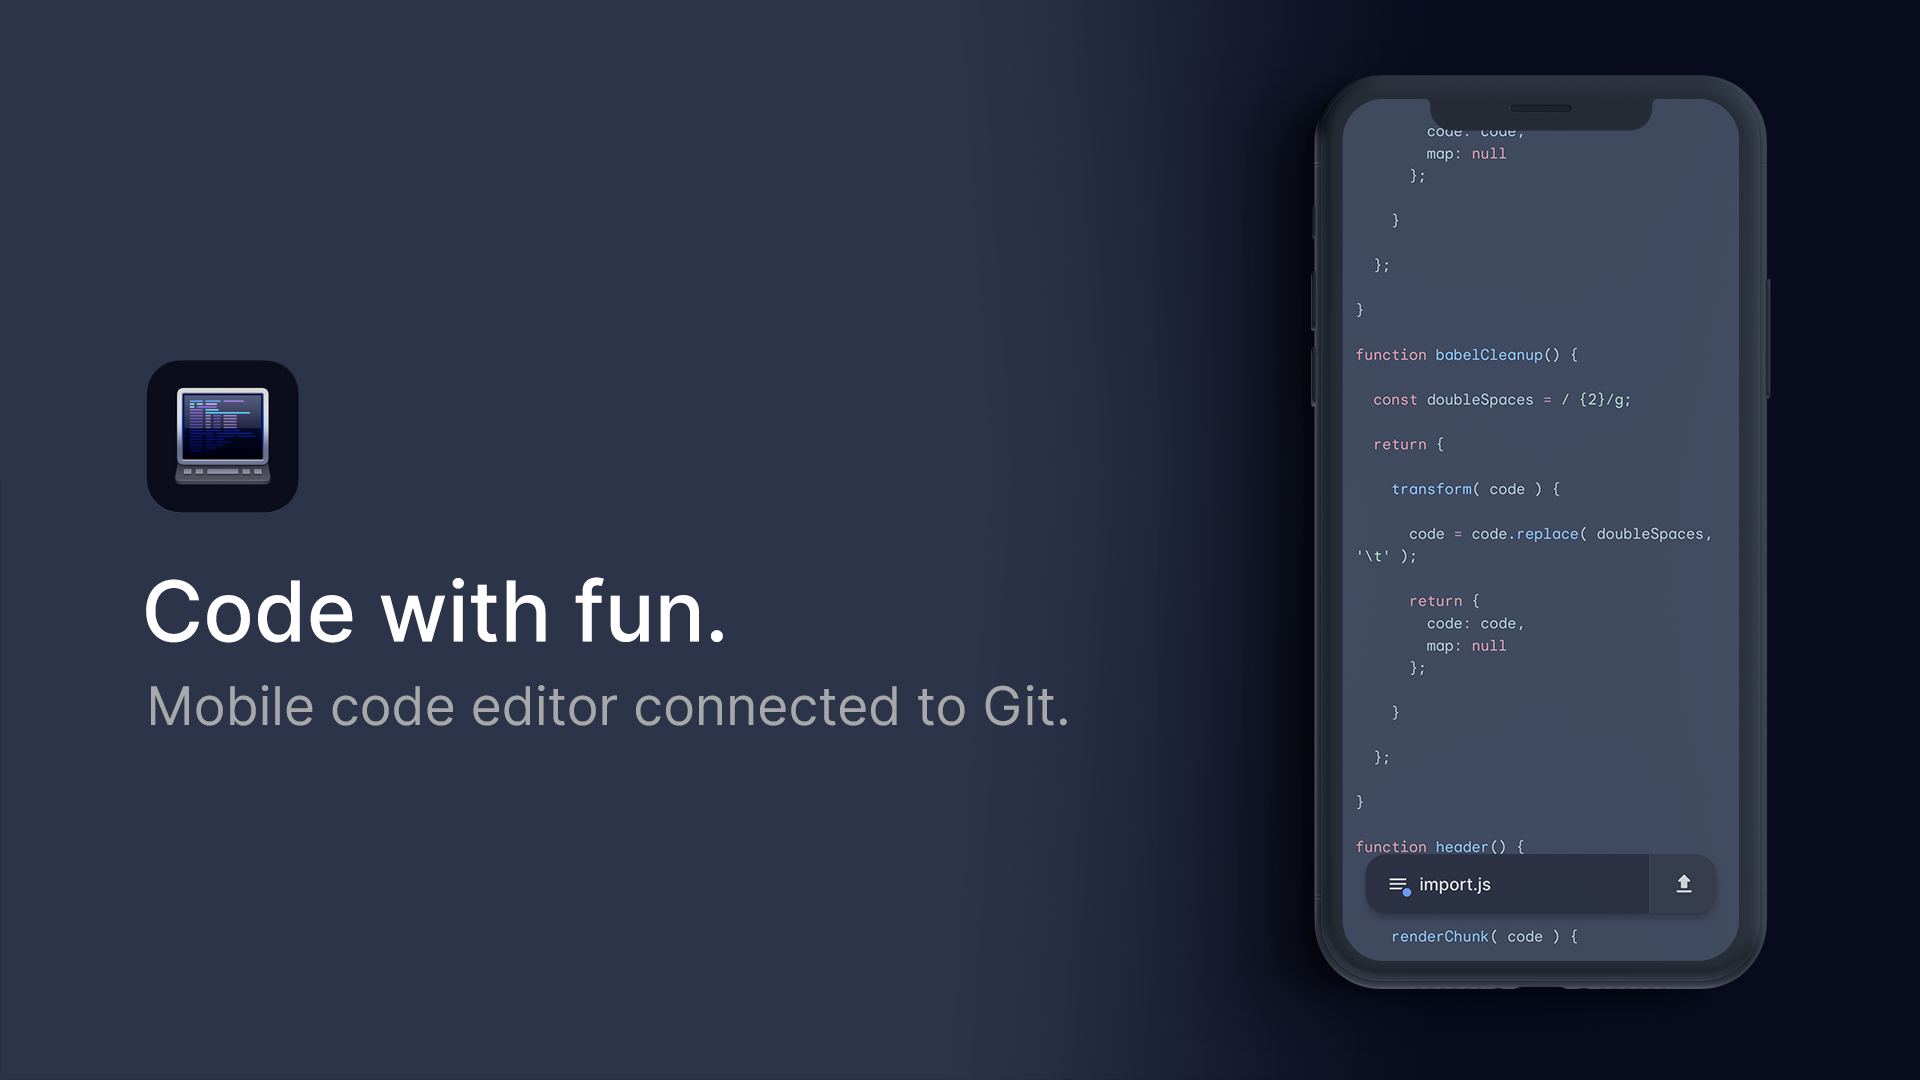 Code with fun.
Mobile code editor connected to Git.
code: code,
map: null
};
}
};
}
function babelCleanup() {
const doubleSpaces = / {2}/g;
return {
transform( code ) {
code = code.replace( doubleSpaces,
'\t' );
return {
code: code,
map: null
};
}
};
}
function header() {
import.js
renderChunk( code ) {